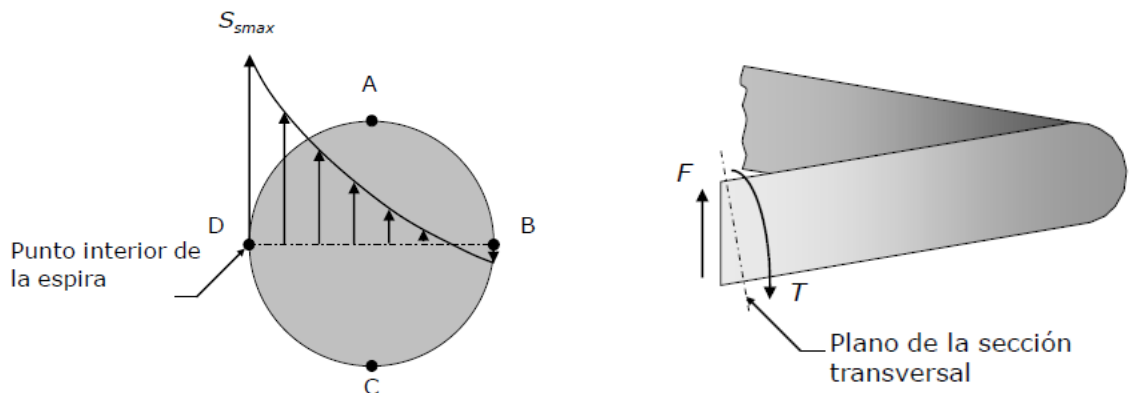 Ssmax
A
D
B
Punto interior de
la espira
C
F
T
Plano de la sección
transversal